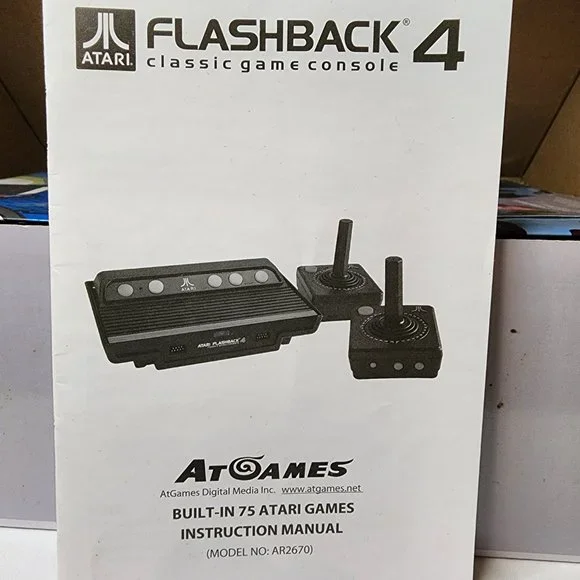 ATARI
FLASHBACK® 4
classic game console
ATARI
ATARI FLASHBACK 4
ATGAMES
AtGames Digital Media Inc. www.atgames.net
BUILT-IN 75 ATARI GAMES
INSTRUCTION MANUAL
(MODEL NO: AR2670)